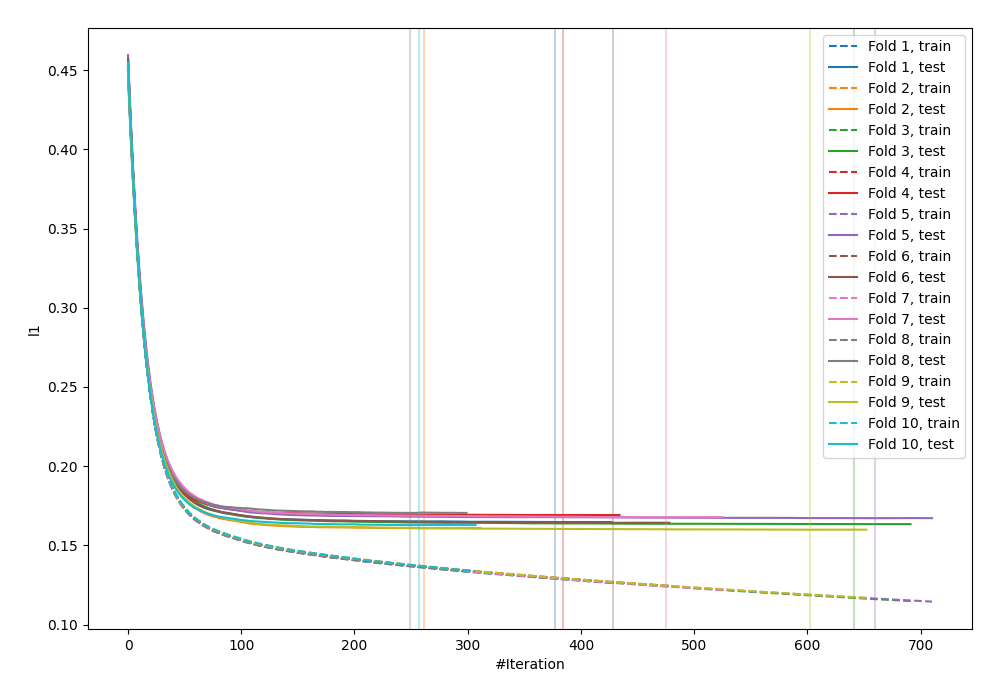 0.45
0.40
0.35
0.30
0.25
0.20
0.15
0.10
l1
0 100 200 300 400 500 600 700
#Iteration
Fold 1, train
Fold 1, test
Fold 2, train
Fold 2, test
Fold 3, train
Fold 3, test
Fold 4, train
Fold 4, test
Fold 5, train
Fold 5, test
Fold 6, train
Fold 6, test
Fold 7, train
Fold 7, test
Fold 8, train
Fold 8, test
Fold 9, train
Fold 9, test
Fold 10, train
Fold 10, test